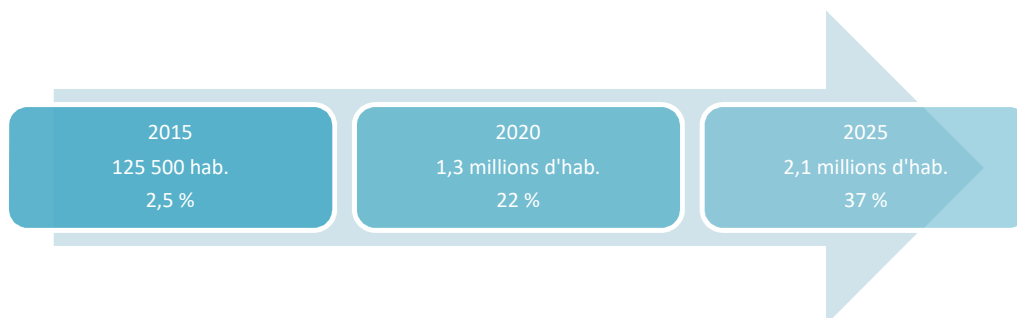 2015
125 500 hab.
2,5 %
2020
1,3 millions d'hab.
22 %
2025
2,1 millions d'hab.
37 %